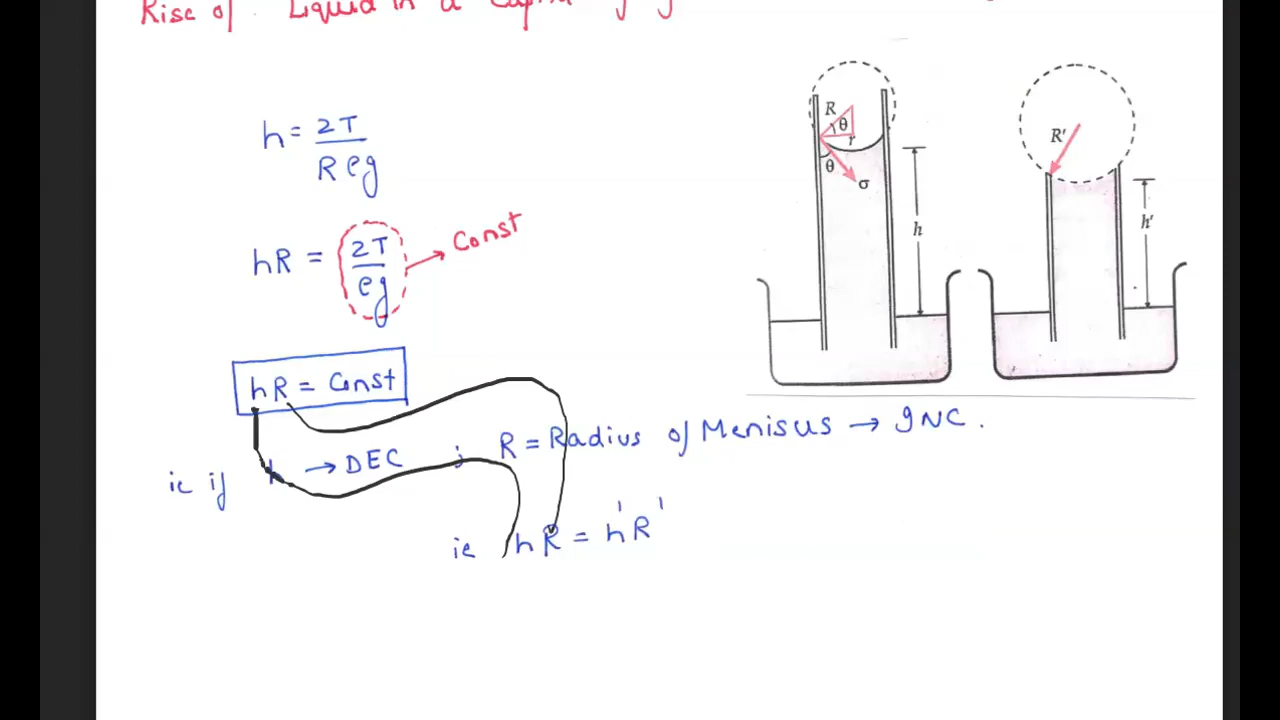 Rise of Liquid in a
h = 2T / Rρg
hR = 2T / ρg → Const
hR = Const
ie if h → DEC ; R = Radius of Menisus → INC.
ie hR = h'R'
R
θ
r
θ
σ
h
R'
h'